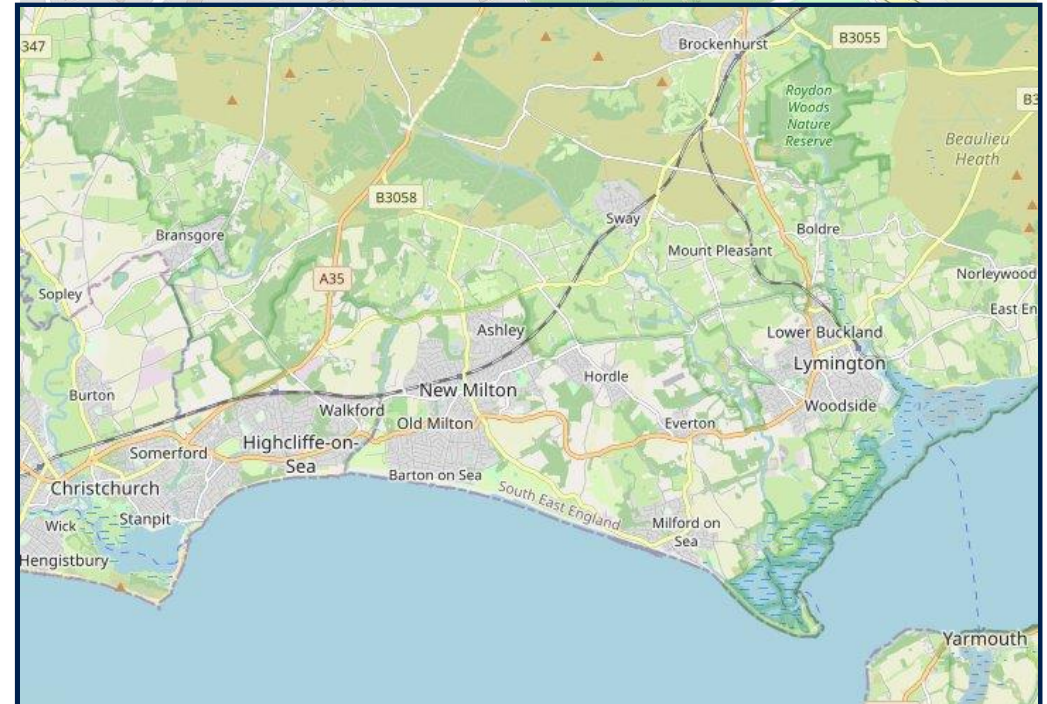 347
Brockenhurst
B3055
Roydon
Woods
Nature
Reserve
B3
Beaulieu
Heath
B3058
Sway
Bransgore
Boldre
Mount Pleasant
A35
Norleywood
Sopley
East En
Ashley
Lower Buckland
Lymington
Hordle
New Milton
Burton
Walkford
Woodside
Old Milton
Everton
Highcliffe-on-
Sea
Somerford
Barton on Sea
Christchurch
South East England
Wick
Stanpit
Milford on
Sea
Hengistbury
Yarmouth